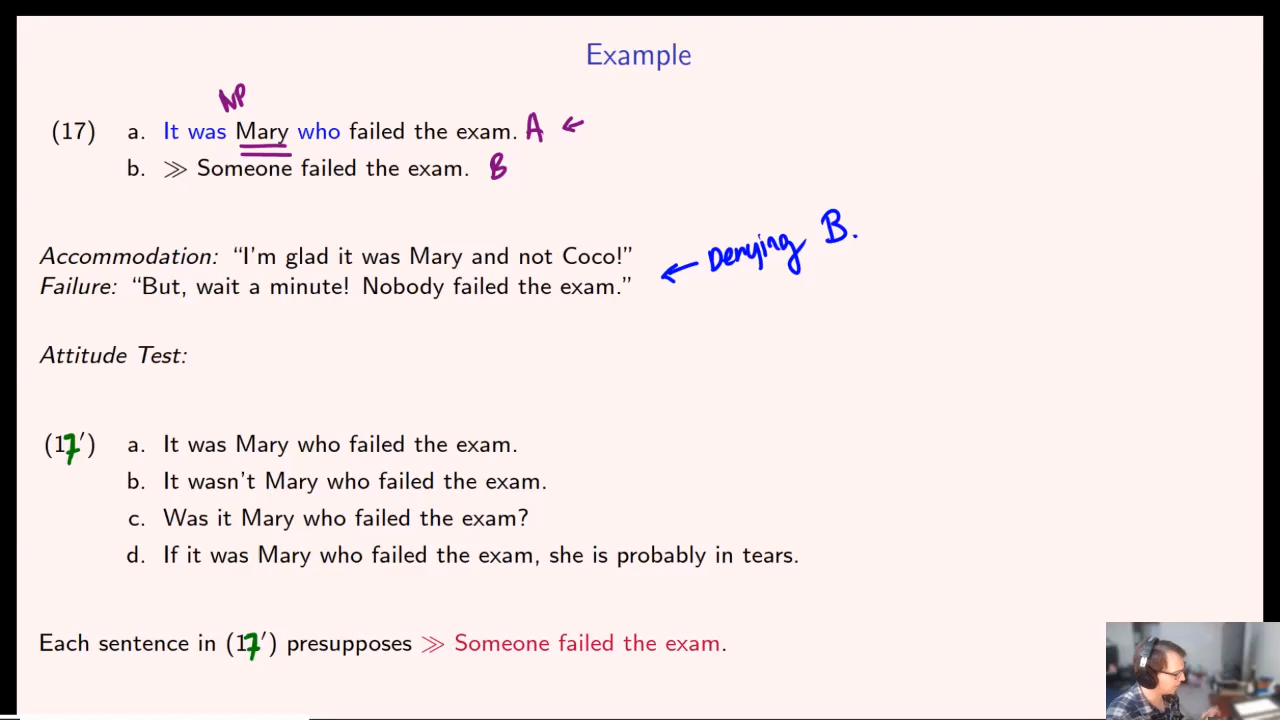 Example
NP
(17) a. It was Mary who failed the exam. A ←
b. ≫ Someone failed the exam. B
Accommodation: “I’m glad it was Mary and not Coco!”
← Denying B.
Failure: “But, wait a minute! Nobody failed the exam.”
Attitude Test:
(17′) a. It was Mary who failed the exam.
b. It wasn’t Mary who failed the exam.
c. Was it Mary who failed the exam?
d. If it was Mary who failed the exam, she is probably in tears.
Each sentence in (17′) presupposes ≫ Someone failed the exam.